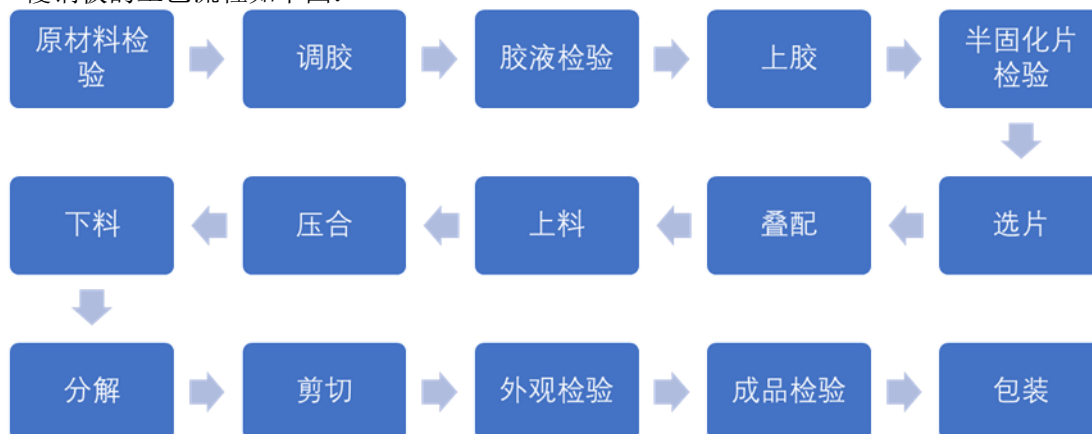 原材料检
验
调胶
胶液检验
上胶
半固化片
检验
选片
叠配
上料
压合
下料
分解
剪切
外观检验
成品检验
包装